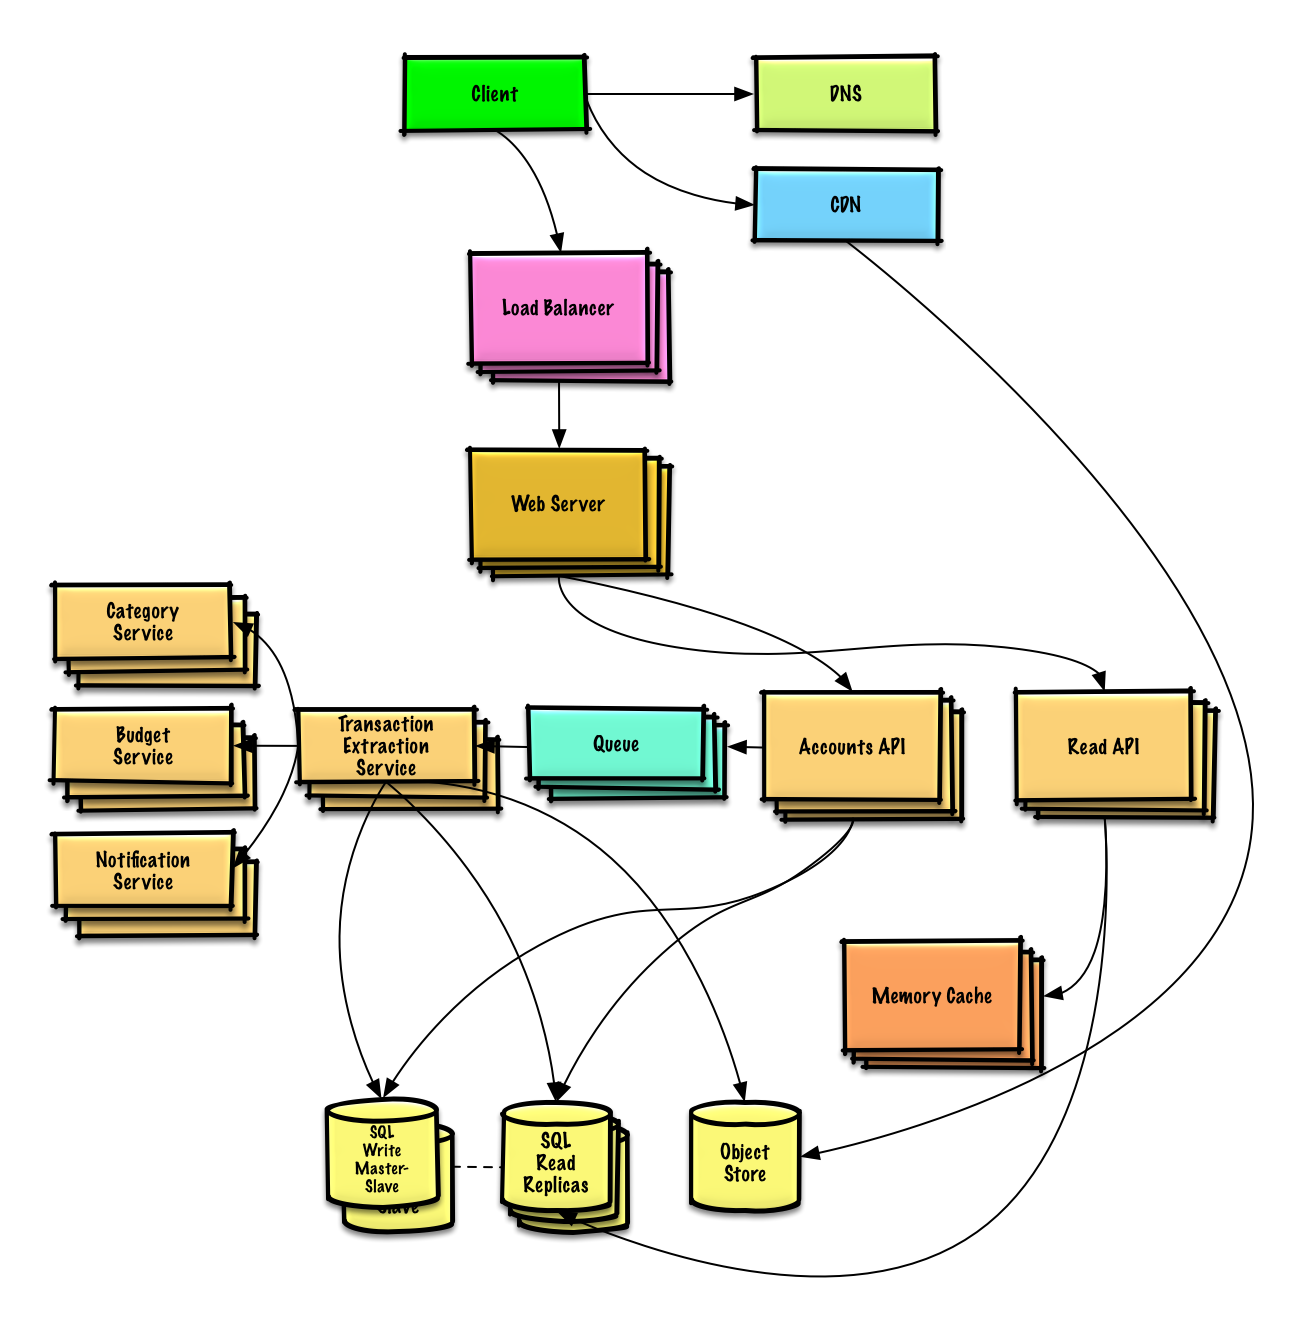 Client
DNS
CDN
Load Balancer
Web Server
Category
Service
Budget
Service
Notification
Service
Transaction
Extraction
Service
Queue
Accounts API
Read API
Memory Cache
SQL
Write
Master-
Slave
Slave
SQL
Read
Replicas
Object
Store